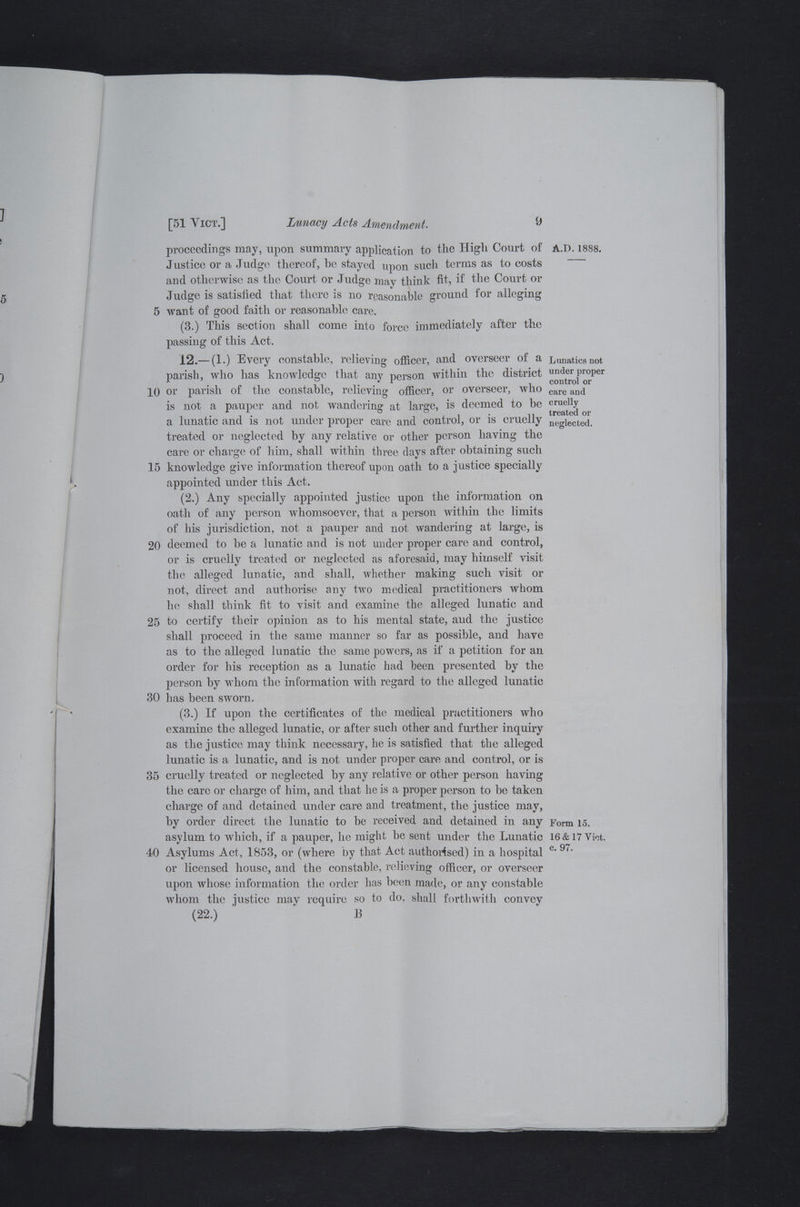 [51 VICT.] Lunacy Acts Amendment. 9
proceedings may, upon summary application to the High Court of A.D. 1888.
Justice or a Judge thereof, be stayed upon such terms as to costs
and otherwise as the Court or Judge may think fit, if the Court or
Judge is satisfied that there is no reasonable ground for alleging
5 want of good faith or reasonable care.
(3.) This section shall come into force immediately after the
passing of this Act.
12.—(1.) Every constable, relieving officer, and overseer of a Lunatics not
parish, who has knowledge that any person within the district under proper
control or
10 or parish of the constable, relieving officer, or overseer, who care and
is not a pauper and not wandering at large, is deemed to be cruelly
treated or
a lunatic and is not under proper care and control, or is cruelly neglected.
treated or neglected by any relative or other person having the
care or charge of him, shall within three days after obtaining such
15 knowledge give information thereof upon oath to a justice specially
appointed under this Act.
(2.) Any specially appointed justice upon the information on
oath of any person whomsoever, that a person within the limits
of his jurisdiction, not a pauper and not wandering at large, is
20 deemed to be a lunatic and is not under proper care and control,
or is cruelly treated or neglected as aforesaid, may himself visit
the alleged lunatic, and shall, whether making such visit or
not, direct and authorise any two medical practitioners whom
he shall think fit to visit and examine the alleged lunatic and
25 to certify their opinion as to his mental state, and the justice
shall proceed in the same manner so far as possible, and have
as to the alleged lunatic the same powers, as if a petition for an
order for his reception as a lunatic had been presented by the
person by whom the information with regard to the alleged lunatic
30 has been sworn.
(3.) If upon the certificates of the medical practitioners who
examine the alleged lunatic, or after such other and further inquiry
as the justice may think necessary, he is satisfied that the alleged
lunatic is a lunatic, and is not under proper care and control, or is
35 cruelly treated or neglected by any relative or other person having
the care or charge of him, and that he is a proper person to be taken
charge of and detained under care and treatment, the justice may,
by order direct the lunatic to be received and detained in any Form 15.
asylum to which, if a pauper, he might be sent under the Lunatic 16 & 17 Vict.
40 Asylums Act, 1853, or (where by that Act authorised) in a hospital c. 97.
or licensed house, and the constable, relieving officer, or overseer
upon whose information the order has been made, or any constable
whom the justice may require so to do, shall forthwith convey
(22.) B